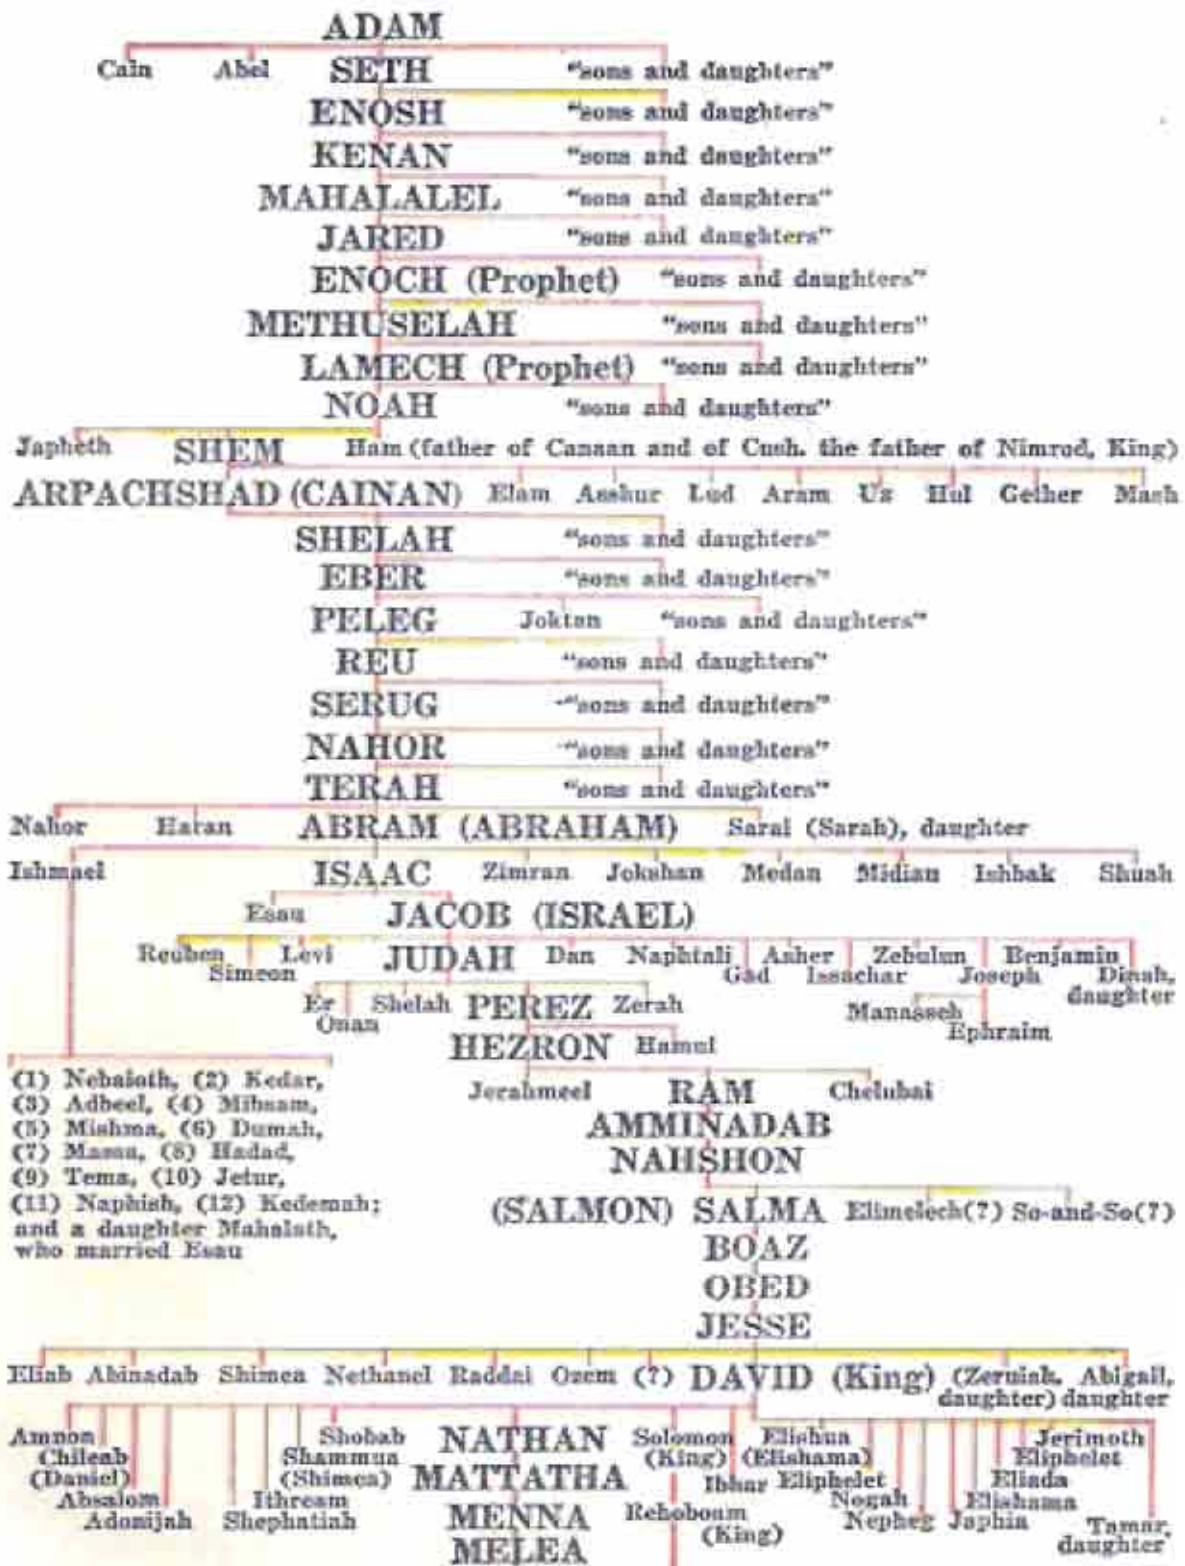 ADAM
Cain Abel SETH "sons and daughters"
ENOSH "sons and daughters"
KENAN "sons and daughters"
MAHALALEL "sons and daughters"
JARED "sons and daughters"
ENOCH (Prophet) "sons and daughters"
METHUSELAH "sons and daughters"
LAMECH (Prophet) "sons and daughters"
NOAH "sons and daughters"
Japheth SHEM Ham (father of Canaan and of Cush, the father of Nimrod, King)
ARPACHSHAD (CAINAN) Elam Asshur Lud Aram Uz Hul Gether Mash
SHELAH "sons and daughters"
EBER "sons and daughters"
PELEG Joktan "sons and daughters"
REU "sons and daughters"
SERUG "sons and daughters"
NAHOR "sons and daughters"
TERAH "sons and daughters"
Nahor Haran ABRAM (ABRAHAM) Sarai (Sarah), daughter
Ishmael ISAAC Zimran Jokshan Medan Midian Ishbak Shuah
Esau JACOB (ISRAEL)
Reuben Levi JUDAH Dan Naphtali Asher Zebulun Benjamin
Simeon Gad Issachar Joseph Dinah,
daughter
Er Shelah PEREZ Zerah Manasseh
Onan Ephraim
HEZRON Hamul
Jerahmeel RAM Chelubai
(1) Nebaioth, (2) Kedar,
(3) Adbeel, (4) Mibsam,
(5) Mishma, (6) Dumah,
(7) Massa, (8) Hadad,
(9) Tema, (10) Jetur,
(11) Naphish, (12) Kedemah;
and a daughter Mahalath,
who married Esau
AMMINADAB
NAHSHON
(SALMON) SALMA Elimelech(?) So-and-So(?)
BOAZ
OBED
JESSE
Eliab Abinadab Shimea Nethanel Raddai Ozem (?) DAVID (King) (Zeruiah, Abigail,
daughter) daughter
Amnon Shobab NATHAN Solomon Elishua Jerimoth
Chileab Shammua (King) (Elishama) Eliphelet
(Daniel) (Shimea) MATTATHA Ibhar Eliphelet Eliada
Absalom Ithream Nogah Elishama
Adonijah Shephatiah MENNA Rehoboam Nepheg Japhia Tamar,
(King) daughter
MELEA